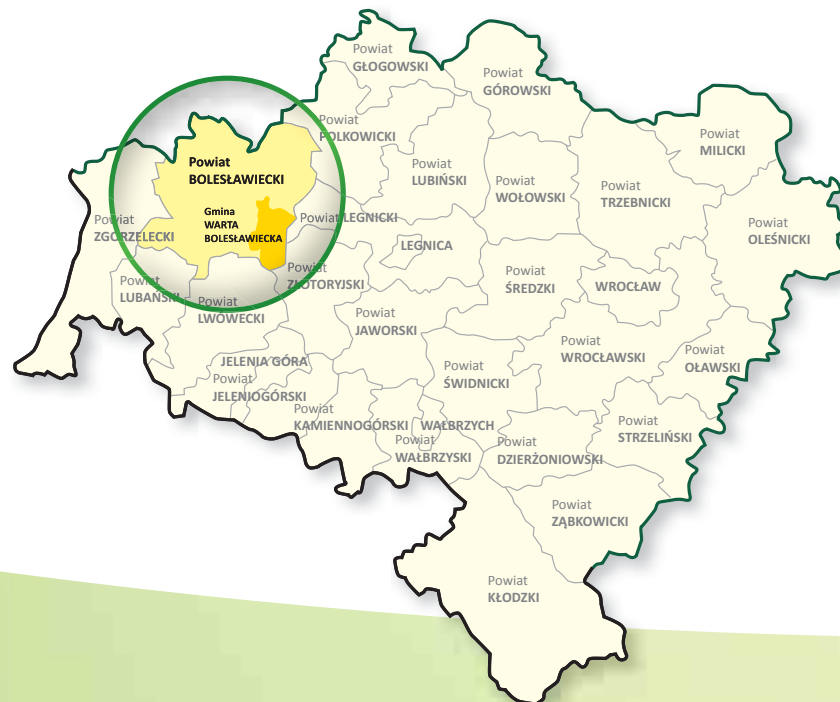 Powiat
GŁOGOWSKI
Powiat
GÓROWSKI
Powiat
POLKOWICKI
Powiat
MILICKI
Powiat
BOLESŁAWIECKI
Powiat
LUBIŃSKI
Powiat
WOŁOWSKI
Powiat
TRZEBNICKI
Gmina
WARTA
BOLESŁAWIECKA
Powiat LEGNICKI
Powiat
ZGORZELECKI
Powiat
OLEŚNICKI
LEGNICA
Powiat
ZŁOTORYJSKI
Powiat
ŚREDZKI
WROCŁAW
Powiat
LUBAŃSKI
Powiat
LWÓWECKI
Powiat
JAWORSKI
Powiat
WROCŁAWSKI
Powiat
OŁAWSKI
JELENIA GÓRA
Powiat
JELENIOGÓRSKI
Powiat
ŚWIDNICKI
Powiat
KAMIENNOGÓRSKI
WAŁBRZYCH
Powiat
WAŁBRZYSKI
Powiat
DZIERŻONIOWSKI
Powiat
STRZELIŃSKI
Powiat
ZĄBKOWICKI
Powiat
KŁODZKI